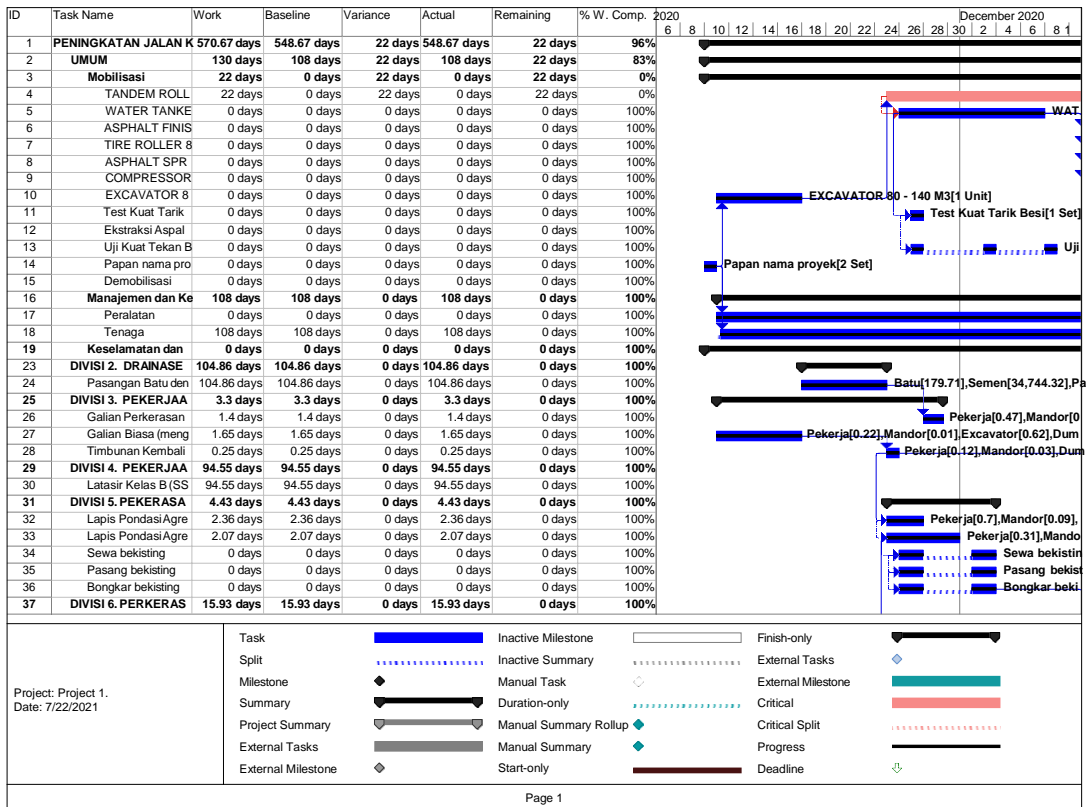 ID Task Name Work Baseline Variance Actual Remaining % W. Comp. 2020 December 2020
6 8 10 12 14 16 18 20 22 24 26 28 30 2 4 6 8 1
1 PENINGKATAN JALAN K 570.67 days 548.67 days 22 days 548.67 days 22 days 96%
2 UMUM 130 days 108 days 22 days 108 days 22 days 83%
3 Mobilisasi 22 days 0 days 22 days 0 days 22 days 0%
4 TANDEM ROLL 22 days 0 days 22 days 0 days 22 days 0%
5 WATER TANKE 0 days 0 days 0 days 0 days 0 days 100% WAT
6 ASPHALT FINIS 0 days 0 days 0 days 0 days 0 days 100%
7 TIRE ROLLER 8 0 days 0 days 0 days 0 days 0 days 100%
8 ASPHALT SPR 0 days 0 days 0 days 0 days 0 days 100%
9 COMPRESSOR 0 days 0 days 0 days 0 days 0 days 100%
10 EXCAVATOR 8 0 days 0 days 0 days 0 days 0 days 100% EXCAVATOR 80 - 140 M3[1 Unit]
11 Test Kuat Tarik 0 days 0 days 0 days 0 days 0 days 100% Test Kuat Tarik Besi[1 Set]
12 Ekstraksi Aspal 0 days 0 days 0 days 0 days 0 days 100%
13 Uji Kuat Tekan B 0 days 0 days 0 days 0 days 0 days 100% Uji
14 Papan nama pro 0 days 0 days 0 days 0 days 0 days 100% Papan nama proyek[2 Set]
15 Demobilisasi 0 days 0 days 0 days 0 days 0 days 100%
16 Manajemen dan Ke 108 days 108 days 0 days 108 days 0 days 100%
17 Peralatan 0 days 0 days 0 days 0 days 0 days 100%
18 Tenaga 108 days 108 days 0 days 108 days 0 days 100%
19 Keselamatan dan 0 days 0 days 0 days 0 days 0 days 100%
23 DIVISI 2. DRAINASE 104.86 days 104.86 days 0 days 104.86 days 0 days 100%
24 Pasangan Batu den 104.86 days 104.86 days 0 days 104.86 days 0 days 100% Batu[179.71],Semen[34,744.32],Pa
25 DIVISI 3. PEKERJAA 3.3 days 3.3 days 0 days 3.3 days 0 days 100%
26 Galian Perkerasan 1.4 days 1.4 days 0 days 1.4 days 0 days 100% Pekerja[0.47],Mandor[0
27 Galian Biasa (meng 1.65 days 1.65 days 0 days 1.65 days 0 days 100% Pekerja[0.22],Mandor[0.01],Excavator[0.62],Dum
28 Timbunan Kembali 0.25 days 0.25 days 0 days 0.25 days 0 days 100% Pekerja[0.12],Mandor[0.03],Dum
29 DIVISI 4. PEKERJAA 94.55 days 94.55 days 0 days 94.55 days 0 days 100%
30 Latasir Kelas B (SS 94.55 days 94.55 days 0 days 94.55 days 0 days 100%
31 DIVISI 5. PEKERASA 4.43 days 4.43 days 0 days 4.43 days 0 days 100%
32 Lapis Pondasi Agre 2.36 days 2.36 days 0 days 2.36 days 0 days 100% Pekerja[0.7],Mandor[0.09],
33 Lapis Pondasi Agre 2.07 days 2.07 days 0 days 2.07 days 0 days 100% Pekerja[0.31],Mando
34 Sewa bekisting 0 days 0 days 0 days 0 days 0 days 100% Sewa bekistin
35 Pasang bekisting 0 days 0 days 0 days 0 days 0 days 100% Pasang bekist
36 Bongkar bekisting 0 days 0 days 0 days 0 days 0 days 100% Bongkar beki
37 DIVISI 6. PERKERAS 15.93 days 15.93 days 0 days 15.93 days 0 days 100%
Project: Project 1.
Date: 7/22/2021
Task Inactive Milestone Finish-only
Split Inactive Summary External Tasks
Milestone Manual Task External Milestone
Summary Duration-only Critical
Project Summary Manual Summary Rollup Critical Split
External Tasks Manual Summary Progress
External Milestone Start-only Deadline
Page 1